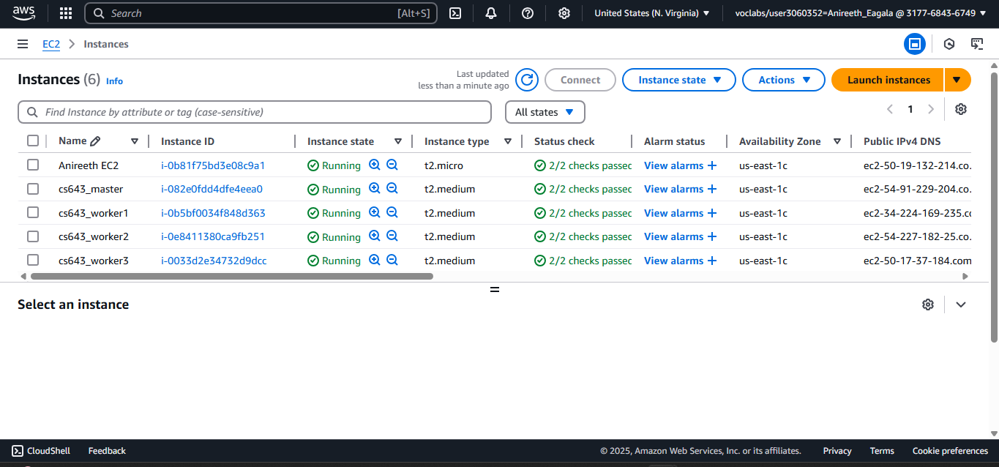 aws
Search [Alt+S] United States (N. Virginia) voclabs/user3060352=Anireeth_Eagala @ 3177-6843-6749
EC2 > Instances
Instances (6) Info
Last updated
less than a minute ago
Connect Instance state Actions Launch instances
Find Instance by attribute or tag (case-sensitive) All states 1
Name Instance ID Instance state Instance type Status check Alarm status Availability Zone Public IPv4 DNS
Anireeth EC2 i-0b81f75bd3e08c9a1 Running t2.micro 2/2 checks passec View alarms + us-east-1c ec2-50-19-132-214.co.
cs643_master i-082e0fdd4dfe4eea0 Running t2.medium 2/2 checks passec View alarms + us-east-1c ec2-54-91-229-204.co.
cs643_worker1 i-0b5bf0034f848d363 Running t2.medium 2/2 checks passec View alarms + us-east-1c ec2-34-224-169-235.cc
cs643_worker2 i-0e8411380ca9fb251 Running t2.medium 2/2 checks passec View alarms + us-east-1c ec2-54-227-182-25.co.
cs643_worker3 i-0033d2e34732d9dcc Running t2.medium 2/2 checks passec View alarms + us-east-1c ec2-50-17-37-184.com
Select an instance
CloudShell Feedback © 2025, Amazon Web Services, Inc. or its affiliates. Privacy Terms Cookie preferences